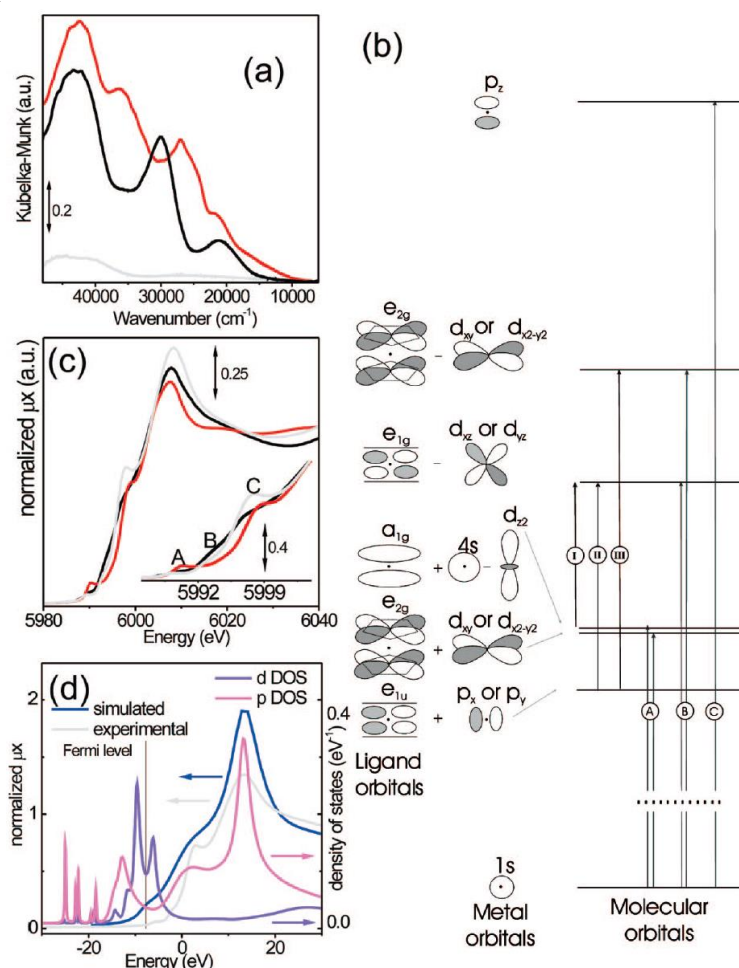 (a)
Kubelka-Munk (a.u.)
0.2
40000 30000 20000 10000
Wavenumber (cm-1)
(b)
pz
e2g
dxy or dx2-y2
e1g
dxz or dyz
dz2
a1g
4s
+
e2g
dxy or dx2-y2
+
e1u
px or py
+
Ligand
orbitals
1s
Metal
orbitals
Molecular
orbitals
I
II
III
A
B
C
(c)
normalized µx (a.u.)
0.25
C
B
A
0.4
5992 5999
5980 6000 6020 6040
Energy (eV)
(d)
d DOS
p DOS
simulated
experimental
Fermi level
normalized µx
2
1
0
-20 0 20
Energy (eV)
0.4
0.0
density of states (eV-1)